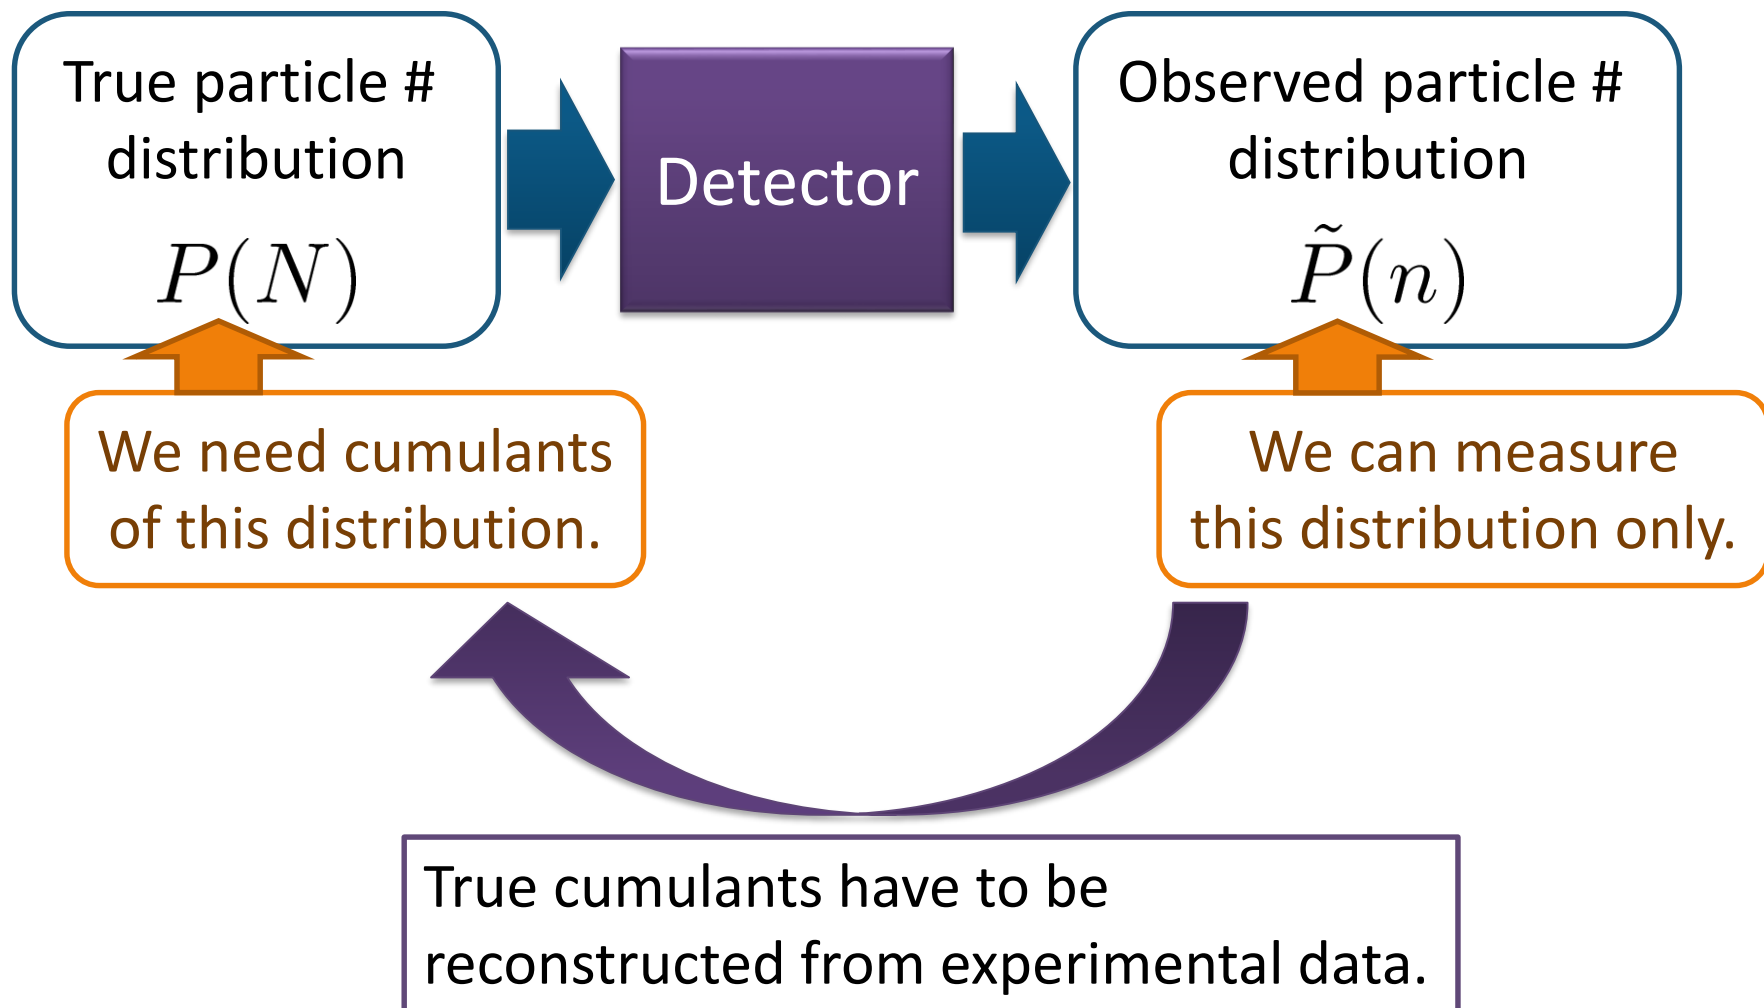 True particle #
distribution
P(N)
Detector
Observed particle #
distribution
P̃(n)
We need cumulants
of this distribution.
We can measure
this distribution only.
True cumulants have to be
reconstructed from experimental data.